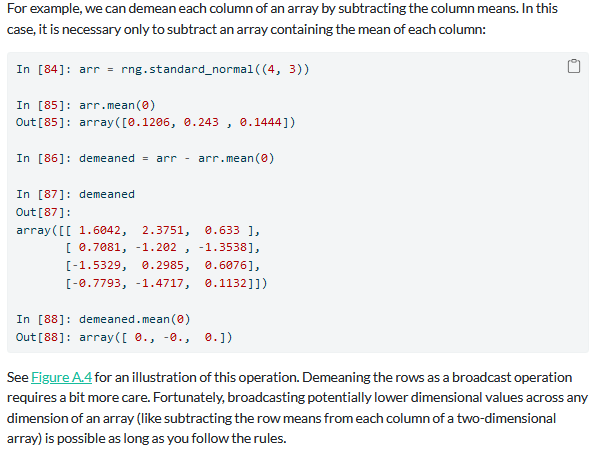 For example, we can demean each column of an array by subtracting the column means. In this
case, it is necessary only to subtract an array containing the mean of each column:
In [84]: arr = rng.standard_normal((4, 3))
In [85]: arr.mean(0)
Out[85]: array([0.1206, 0.243 , 0.1444])
In [86]: demeaned = arr - arr.mean(0)
In [87]: demeaned
Out[87]:
array([[ 1.6042,  2.3751,  0.633 ],
       [ 0.7081, -1.202 , -1.3538],
       [-1.5329,  0.2985,  0.6076],
       [-0.7793, -1.4717,  0.1132]])
In [88]: demeaned.mean(0)
Out[88]: array([ 0., -0.,  0.])
See Figure A.4 for an illustration of this operation. Demeaning the rows as a broadcast operation
requires a bit more care. Fortunately, broadcasting potentially lower dimensional values across any
dimension of an array (like subtracting the row means from each column of a two-dimensional
array) is possible as long as you follow the rules.